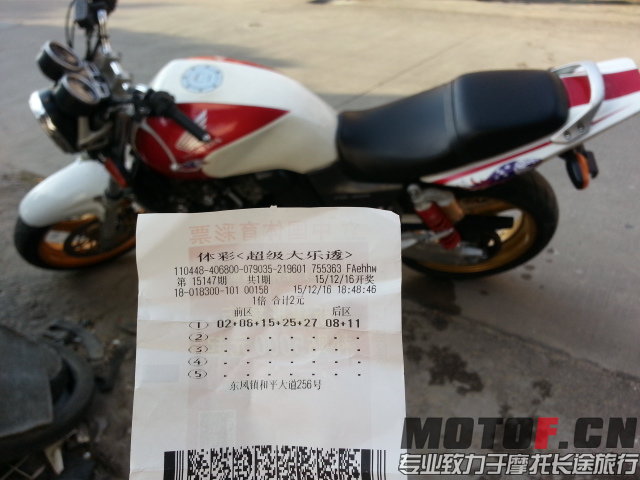 体彩<超级大乐透>
110448-406800-079035-219601 755363 FAehhw
第 15147期 共1期 15/12/16开奖
18-018300-101 00158 15/12/16 18:48:46
1倍 合计2元
前区 后区
(1) 02+06+15+25+27 08+11
(2) - - - - - - -
(3) - - - - - - -
(4) - - - - - - -
(5) - - - - - - -
东凤镇和平大道256号
MOTOF.CN
专业致力于摩托长途旅行